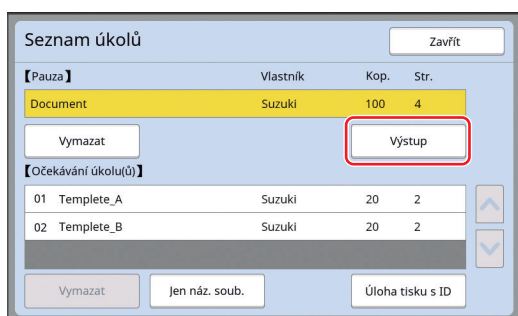 Seznam úkolů Zavřít
【Pauza】 Vlastník Kop. Str.
Document Suzuki 100 4
Vymazat Výstup
【Očekávání úkolu(ů)】
01 Templete_A Suzuki 20 2
02 Templete_B Suzuki 20 2
Vymazat Jen náz. soub. Úloha tisku s ID